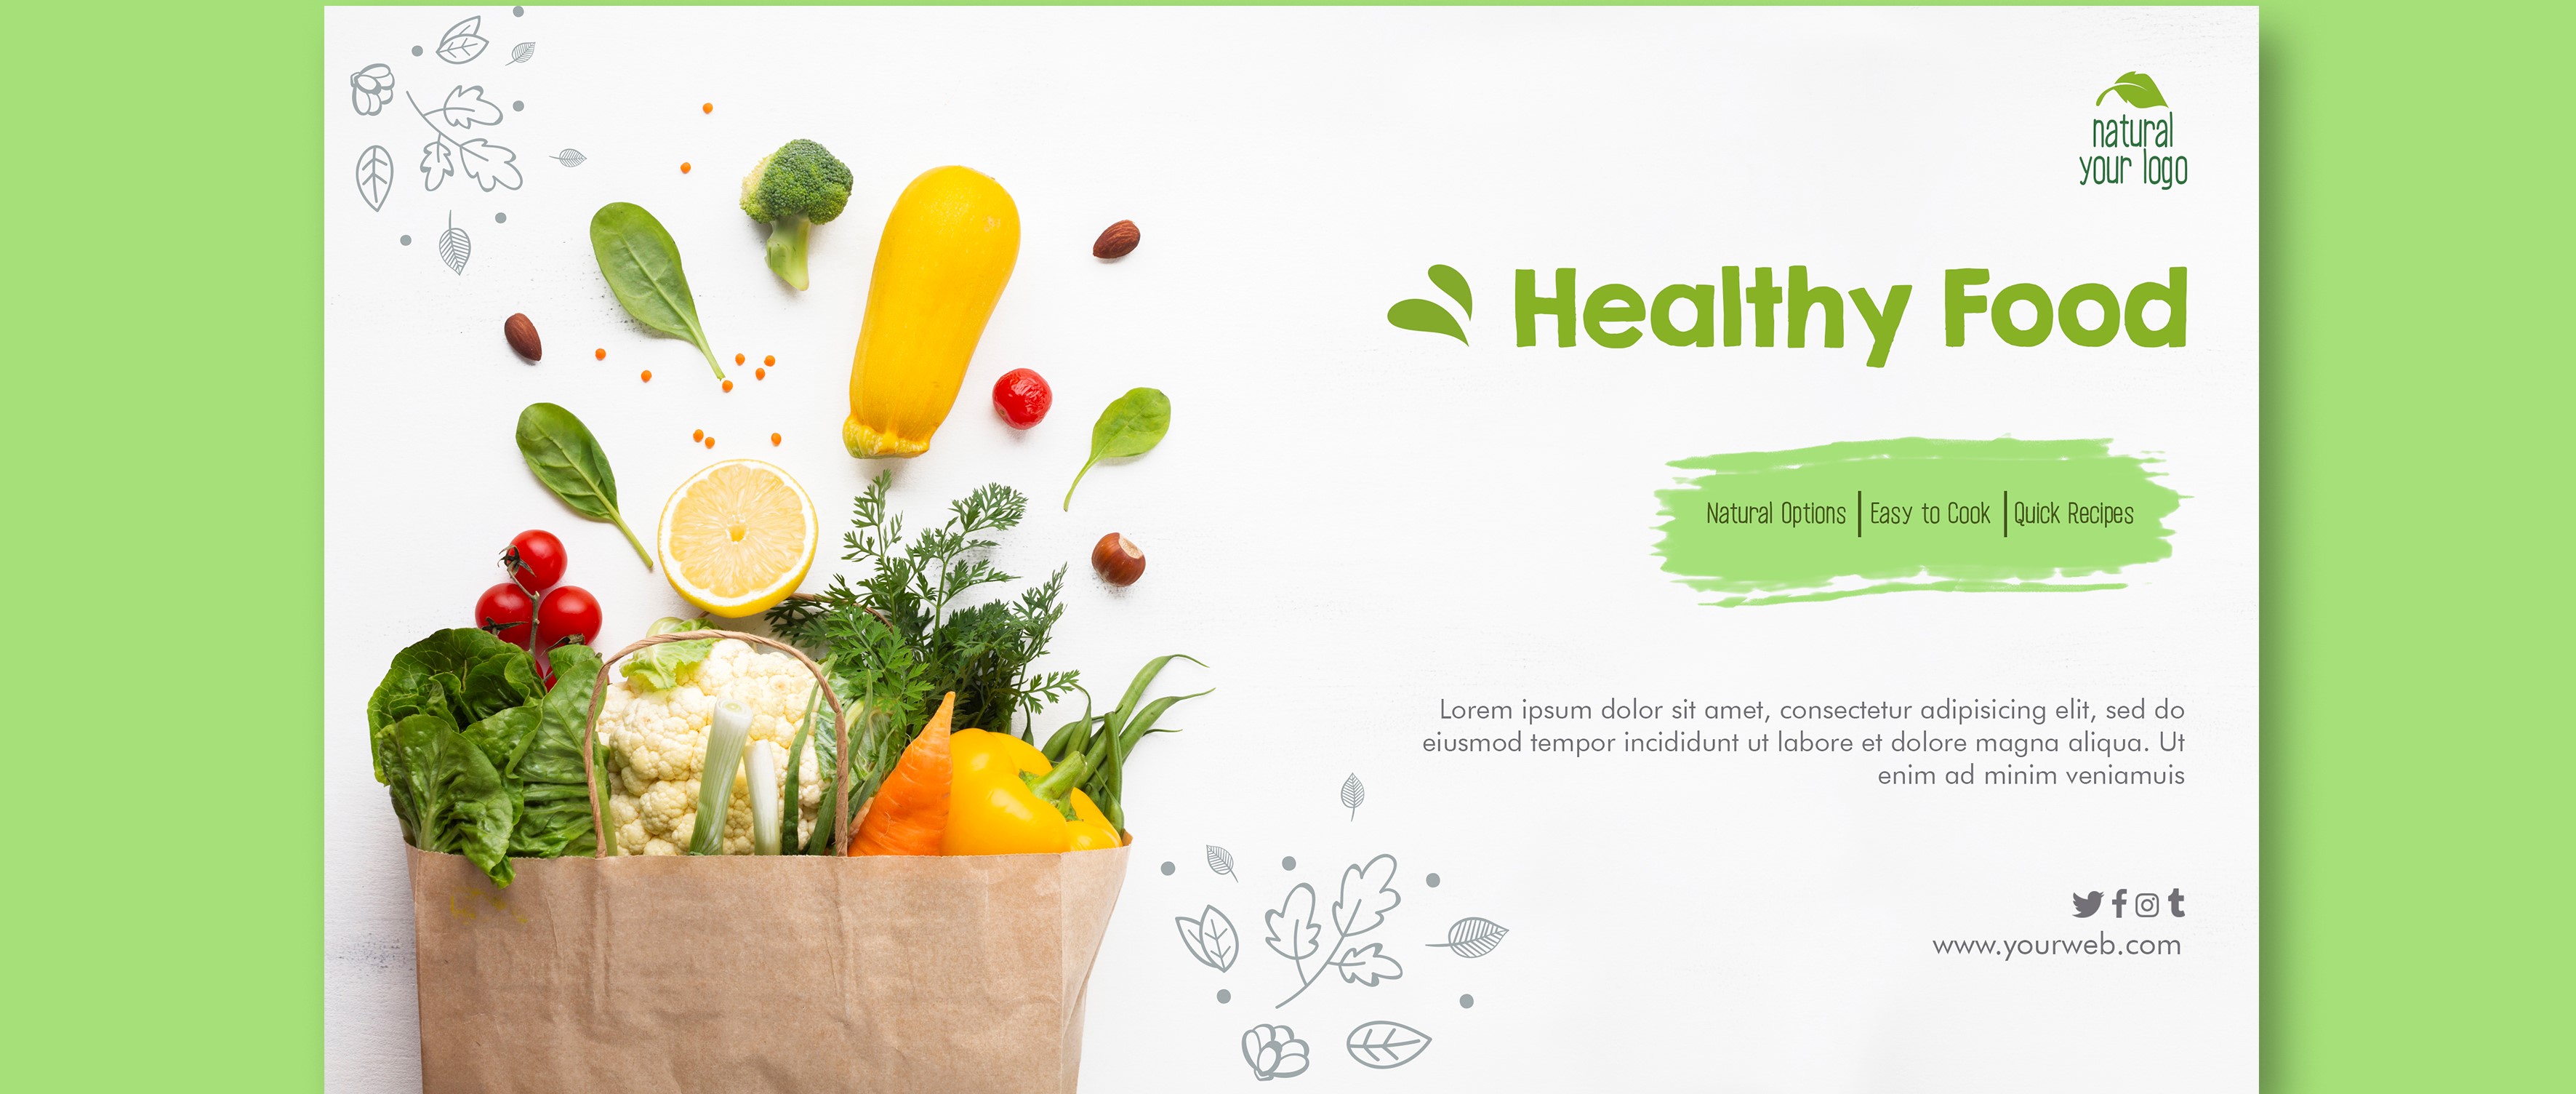 natural
your logo
Healthy Food
Natural Options | Easy to Cook | Quick Recipes
Lorem ipsum dolor sit amet, consectetur adipisicing elit, sed do
eiusmod tempor incididunt ut labore et dolore magna aliqua. Ut
enim ad minim veniamuis
www.yourweb.com